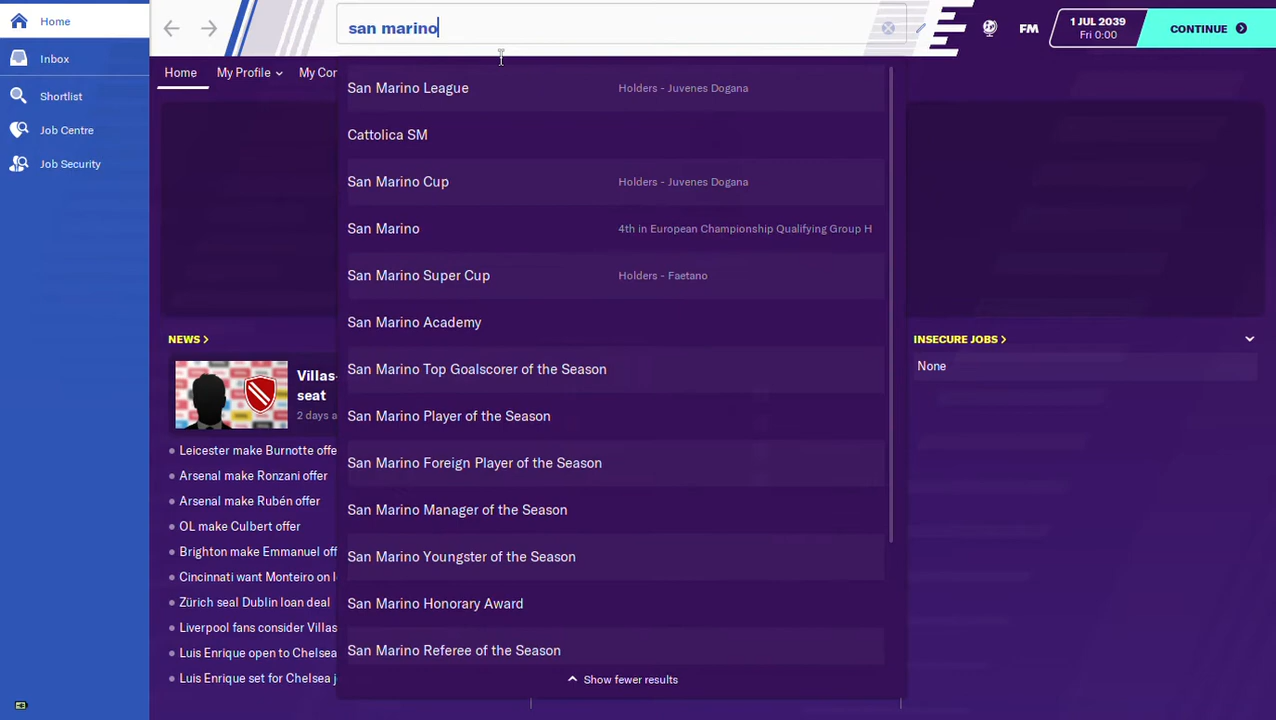 Home
Inbox
Shortlist
Job Centre
Job Security
san marino
FM
1 JUL 2039
Fri 0:00
CONTINUE
Home
My Profile
My Con
San Marino League
Holders - Juvenes Dogana
Cattolica SM
San Marino Cup
Holders - Juvenes Dogana
San Marino
4th in European Championship Qualifying Group H
San Marino Super Cup
Holders - Faetano
San Marino Academy
San Marino Top Goalscorer of the Season
San Marino Player of the Season
San Marino Foreign Player of the Season
San Marino Manager of the Season
San Marino Youngster of the Season
San Marino Honorary Award
San Marino Referee of the Season
Show fewer results
NEWS
Villas-
seat
2 days a
Leicester make Burnotte offe
Arsenal make Ronzani offer
Arsenal make Rubén offer
OL make Culbert offer
Brighton make Emmanuel off
Cincinnati want Monteiro on l
Zürich seal Dublin loan deal
Liverpool fans consider Villas
Luis Enrique open to Chelsea
Luis Enrique set for Chelsea j
INSECURE JOBS
None